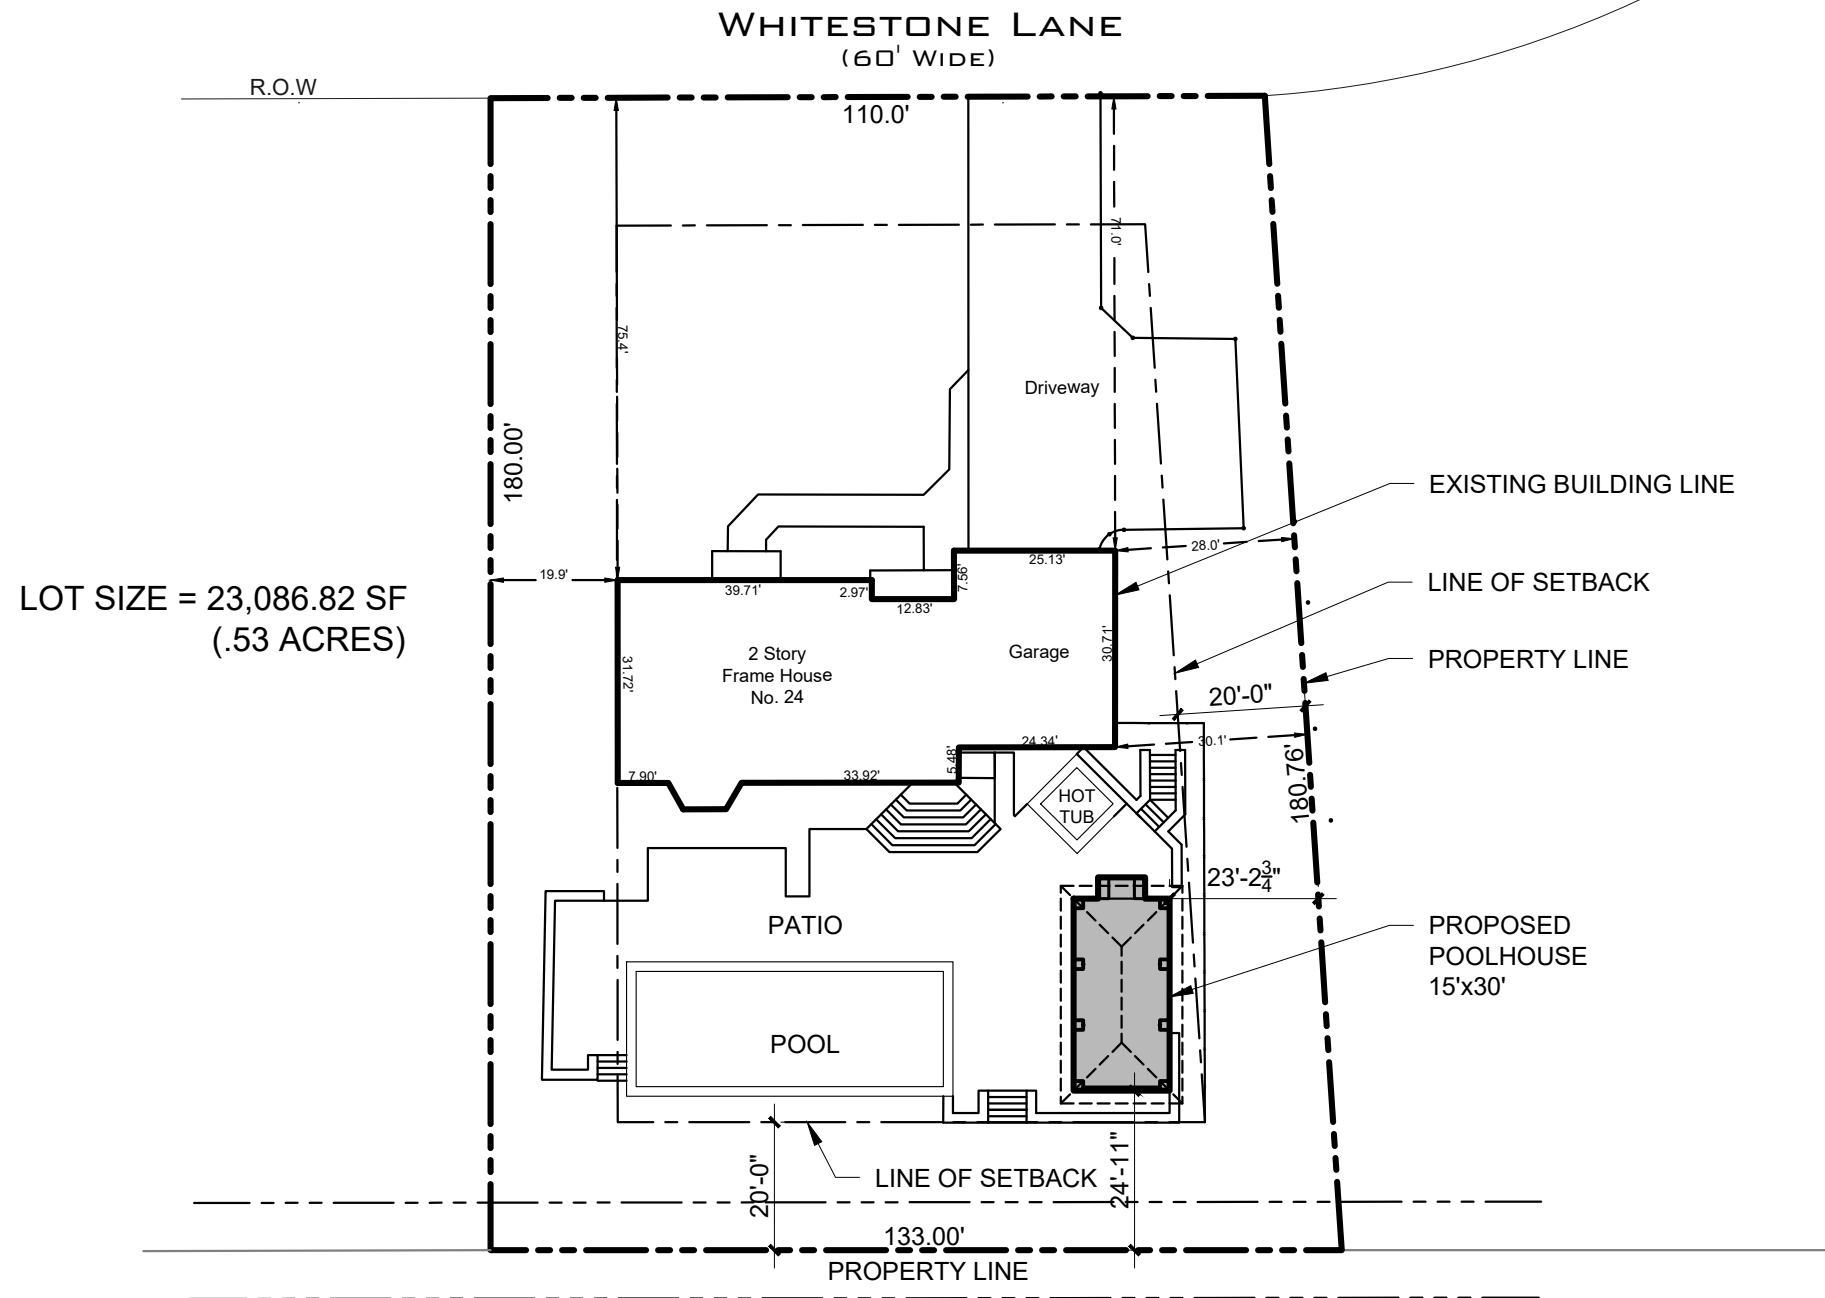 WHITESTONE LANE
(60' WIDE)
R.O.W
110.0'
71.0'
75.4'
Driveway
180.00'
EXISTING BUILDING LINE
28.0'
25.13'
19.9'
7.56'
LINE OF SETBACK
39.71'
2.97'
12.83'
LOT SIZE = 23,086.82 SF
(.53 ACRES)
2 Story
Frame House
No. 24
Garage
30.71'
31.72'
PROPERTY LINE
20'-0"
24.34'
30.1'
5.48'
7.90'
33.92'
180.76'
HOT
TUB
23'-2¾"
PATIO
PROPOSED
POOLHOUSE
15'x30'
POOL
LINE OF SETBACK
20'-0"
24'-11"
133.00'
PROPERTY LINE